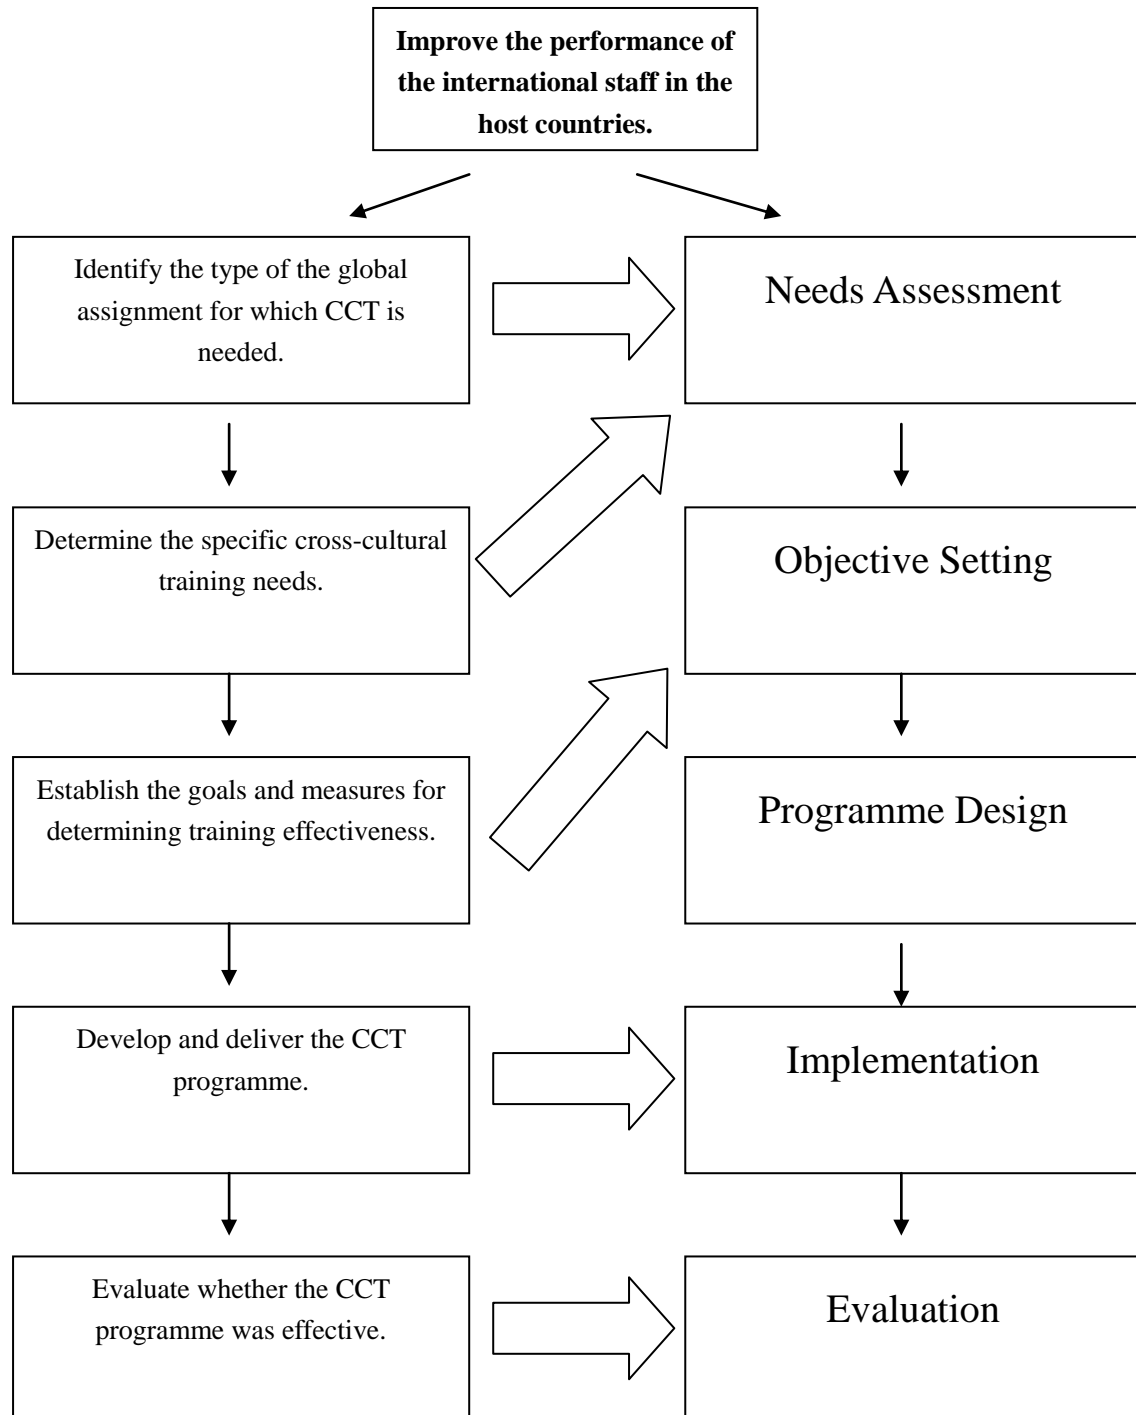 Improve the performance of
the international staff in the
host countries.
Identify the type of the global
assignment for which CCT is
needed.
Needs Assessment
Determine the specific cross-cultural
training needs.
Objective Setting
Establish the goals and measures for
determining training effectiveness.
Programme Design
Develop and deliver the CCT
programme.
Implementation
Evaluate whether the CCT
programme was effective.
Evaluation